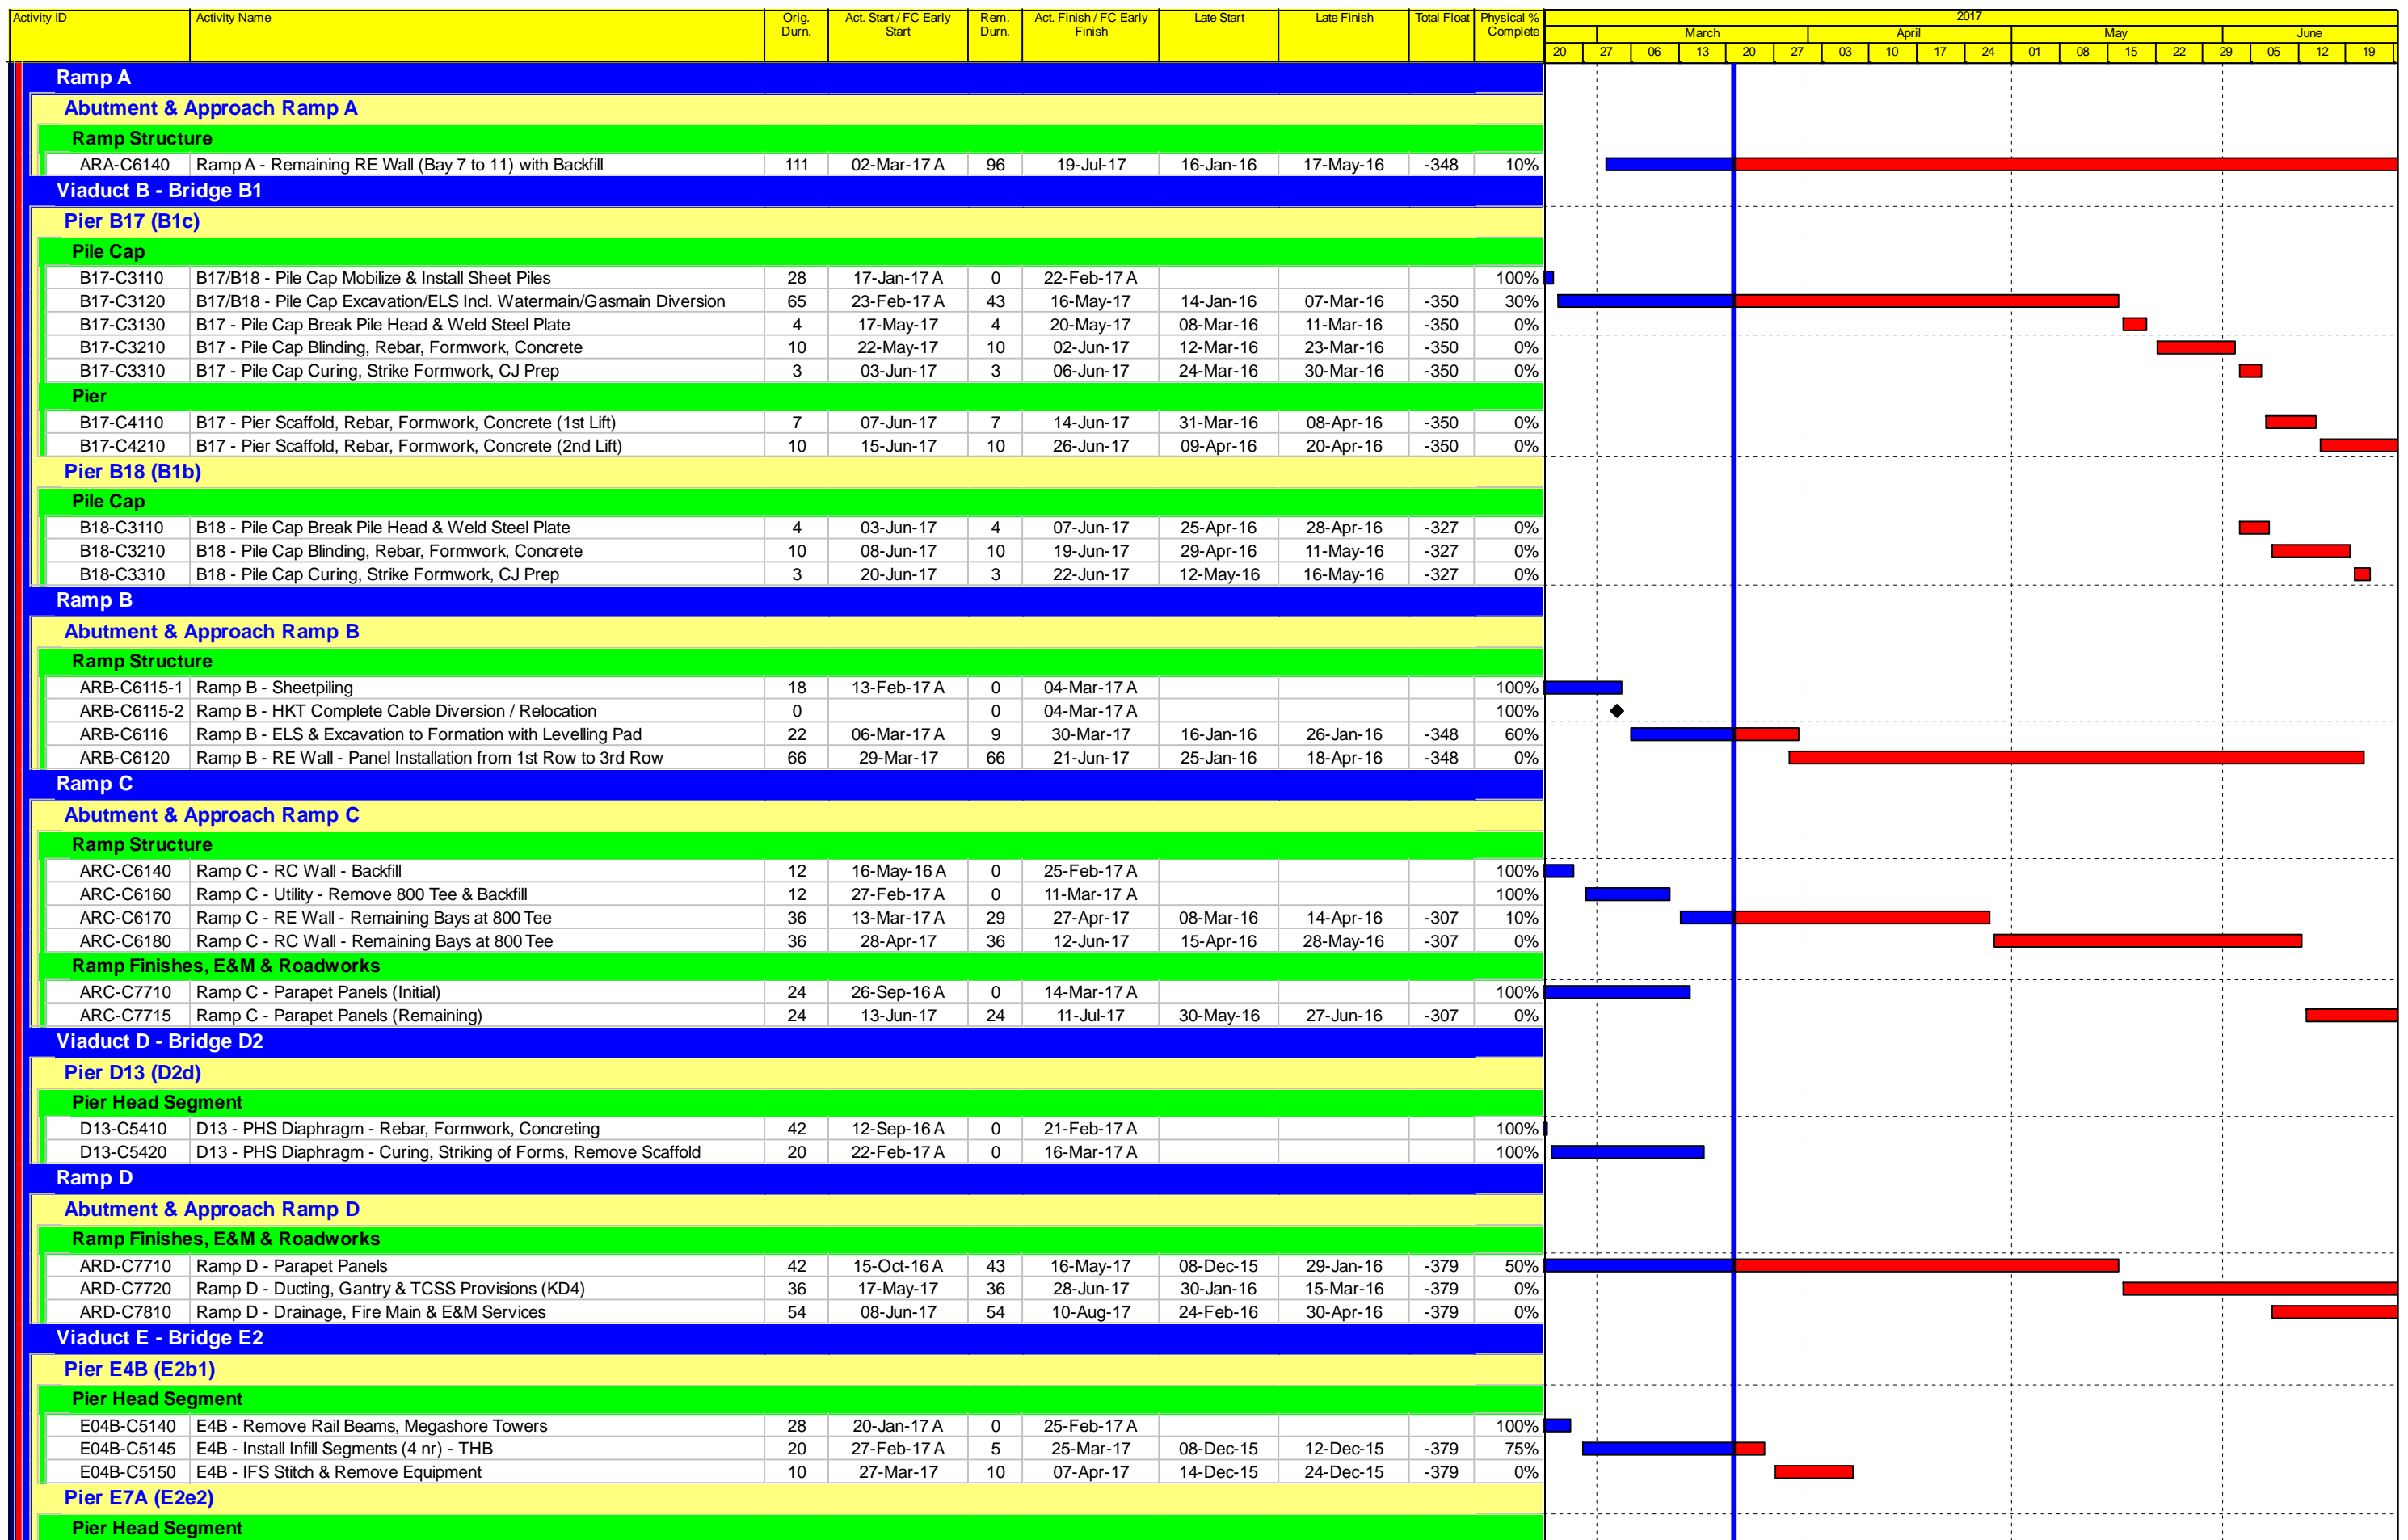 Activity ID Activity Name Orig. Durn. Act. Start / FC Early Start Rem. Durn. Act. Finish / FC Early Finish Late Start Late Finish Total Float Physical % Complete 2017
March April May June
20 27 06 13 20 27 03 10 17 24 01 08 15 22 29 05 12 19
Ramp A
Abutment & Approach Ramp A
Ramp Structure
ARA-C6140 Ramp A - Remaining RE Wall (Bay 7 to 11) with Backfill 111 02-Mar-17 A 96 19-Jul-17 16-Jan-16 17-May-16 -348 10%
Viaduct B - Bridge B1
Pier B17 (B1c)
Pile Cap
B17-C3110 B17/B18 - Pile Cap Mobilize & Install Sheet Piles 28 17-Jan-17 A 0 22-Feb-17 A 100%
B17-C3120 B17/B18 - Pile Cap Excavation/ELS Incl. Watermain/Gasmain Diversion 65 23-Feb-17 A 43 16-May-17 14-Jan-16 07-Mar-16 -350 30%
B17-C3130 B17 - Pile Cap Break Pile Head & Weld Steel Plate 4 17-May-17 4 20-May-17 08-Mar-16 11-Mar-16 -350 0%
B17-C3210 B17 - Pile Cap Blinding, Rebar, Formwork, Concrete 10 22-May-17 10 02-Jun-17 12-Mar-16 23-Mar-16 -350 0%
B17-C3310 B17 - Pile Cap Curing, Strike Formwork, CJ Prep 3 03-Jun-17 3 06-Jun-17 24-Mar-16 30-Mar-16 -350 0%
Pier
B17-C4110 B17 - Pier Scaffold, Rebar, Formwork, Concrete (1st Lift) 7 07-Jun-17 7 14-Jun-17 31-Mar-16 08-Apr-16 -350 0%
B17-C4210 B17 - Pier Scaffold, Rebar, Formwork, Concrete (2nd Lift) 10 15-Jun-17 10 26-Jun-17 09-Apr-16 20-Apr-16 -350 0%
Pier B18 (B1b)
Pile Cap
B18-C3110 B18 - Pile Cap Break Pile Head & Weld Steel Plate 4 03-Jun-17 4 07-Jun-17 25-Apr-16 28-Apr-16 -327 0%
B18-C3210 B18 - Pile Cap Blinding, Rebar, Formwork, Concrete 10 08-Jun-17 10 19-Jun-17 29-Apr-16 11-May-16 -327 0%
B18-C3310 B18 - Pile Cap Curing, Strike Formwork, CJ Prep 3 20-Jun-17 3 22-Jun-17 12-May-16 16-May-16 -327 0%
Ramp B
Abutment & Approach Ramp B
Ramp Structure
ARB-C6115-1 Ramp B - Sheetpiling 18 13-Feb-17 A 0 04-Mar-17 A 100%
ARB-C6115-2 Ramp B - HKT Complete Cable Diversion / Relocation 0 0 04-Mar-17 A 100%
ARB-C6116 Ramp B - ELS & Excavation to Formation with Levelling Pad 22 06-Mar-17 A 9 30-Mar-17 16-Jan-16 26-Jan-16 -348 60%
ARB-C6120 Ramp B - RE Wall - Panel Installation from 1st Row to 3rd Row 66 29-Mar-17 66 21-Jun-17 25-Jan-16 18-Apr-16 -348 0%
Ramp C
Abutment & Approach Ramp C
Ramp Structure
ARC-C6140 Ramp C - RC Wall - Backfill 12 16-May-16 A 0 25-Feb-17 A 100%
ARC-C6160 Ramp C - Utility - Remove 800 Tee & Backfill 12 27-Feb-17 A 0 11-Mar-17 A 100%
ARC-C6170 Ramp C - RE Wall - Remaining Bays at 800 Tee 36 13-Mar-17 A 29 27-Apr-17 08-Mar-16 14-Apr-16 -307 10%
ARC-C6180 Ramp C - RC Wall - Remaining Bays at 800 Tee 36 28-Apr-17 36 12-Jun-17 15-Apr-16 28-May-16 -307 0%
Ramp Finishes, E&M & Roadworks
ARC-C7710 Ramp C - Parapet Panels (Initial) 24 26-Sep-16 A 0 14-Mar-17 A 100%
ARC-C7715 Ramp C - Parapet Panels (Remaining) 24 13-Jun-17 24 11-Jul-17 30-May-16 27-Jun-16 -307 0%
Viaduct D - Bridge D2
Pier D13 (D2d)
Pier Head Segment
D13-C5410 D13 - PHS Diaphragm - Rebar, Formwork, Concreting 42 12-Sep-16 A 0 21-Feb-17 A 100%
D13-C5420 D13 - PHS Diaphragm - Curing, Striking of Forms, Remove Scaffold 20 22-Feb-17 A 0 16-Mar-17 A 100%
Ramp D
Abutment & Approach Ramp D
Ramp Finishes, E&M & Roadworks
ARD-C7710 Ramp D - Parapet Panels 42 15-Oct-16 A 43 16-May-17 08-Dec-15 29-Jan-16 -379 50%
ARD-C7720 Ramp D - Ducting, Gantry & TCSS Provisions (KD4) 36 17-May-17 36 28-Jun-17 30-Jan-16 15-Mar-16 -379 0%
ARD-C7810 Ramp D - Drainage, Fire Main & E&M Services 54 08-Jun-17 54 10-Aug-17 24-Feb-16 30-Apr-16 -379 0%
Viaduct E - Bridge E2
Pier E4B (E2b1)
Pier Head Segment
E04B-C5140 E4B - Remove Rail Beams, Megashore Towers 28 20-Jan-17 A 0 25-Feb-17 A 100%
E04B-C5145 E4B - Install Infill Segments (4 nr) - THB 20 27-Feb-17 A 5 25-Mar-17 08-Dec-15 12-Dec-15 -379 75%
E04B-C5150 E4B - IFS Stitch & Remove Equipment 10 27-Mar-17 10 07-Apr-17 14-Dec-15 24-Dec-15 -379 0%
Pier E7A (E2e2)
Pier Head Segment